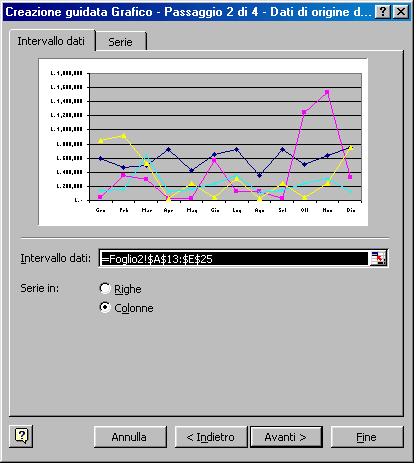 Creazione guidata Grafico - Passaggio 2 di 4 - Dati di origine d...
Intervallo dati
Serie
L.1,800,000
L.1,600,000
L.1,400,000
L.1,200,000
L.1,000,000
L.800,000
L.600,000
L.400,000
L.200,000
L.-
Gen Feb Mar Apr Mag Giu Lug Ago Set Ott Nov Dic
Intervallo dati:
=Foglio2!$A$13:$E$25
Serie in:
Righe
Colonne
Annulla
< Indietro
Avanti >
Fine